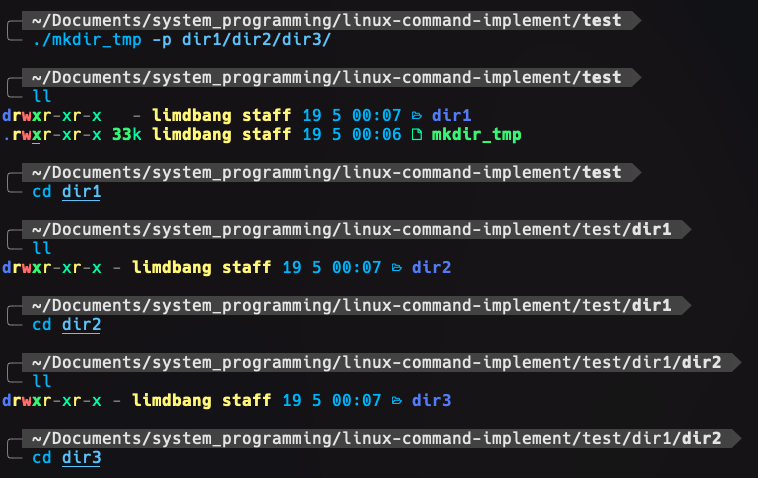 ~/Documents/system_programming/linux-command-implement/test
./mkdir_tmp -p dir1/dir2/dir3/
~/Documents/system_programming/linux-command-implement/test
ll
drwxr-xr-x - limdbang staff 19 5 00:07 dir1
.rwxr-xr-x 33k limdbang staff 19 5 00:06 mkdir_tmp
~/Documents/system_programming/linux-command-implement/test
cd dir1
~/Documents/system_programming/linux-command-implement/test/dir1
ll
drwxr-xr-x - limdbang staff 19 5 00:07 dir2
~/Documents/system_programming/linux-command-implement/test/dir1
cd dir2
~/Documents/system_programming/linux-command-implement/test/dir1/dir2
ll
drwxr-xr-x - limdbang staff 19 5 00:07 dir3
~/Documents/system_programming/linux-command-implement/test/dir1/dir2
cd dir3